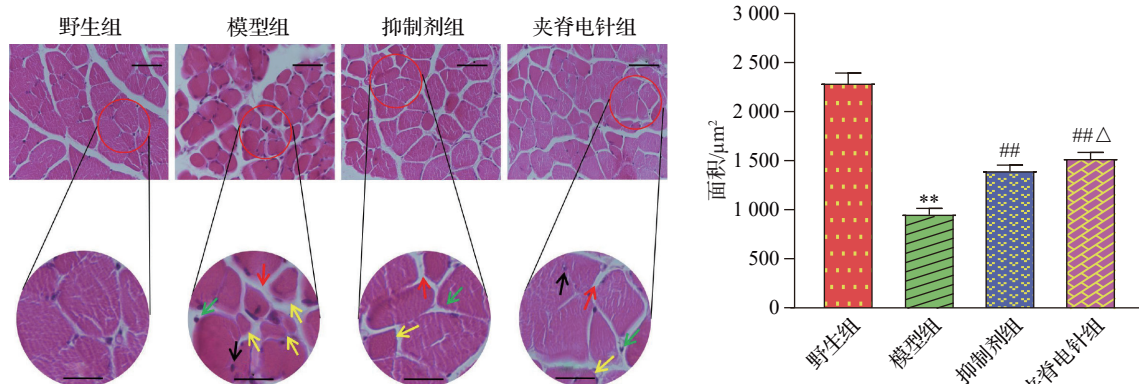 野生组
模型组
抑制剂组
夹脊电针组
3 000
2 500
2 000
1 500
1 000
500
0
面积/μm²
**
##
##△
野生组
模型组
抑制剂组
夹脊电针组